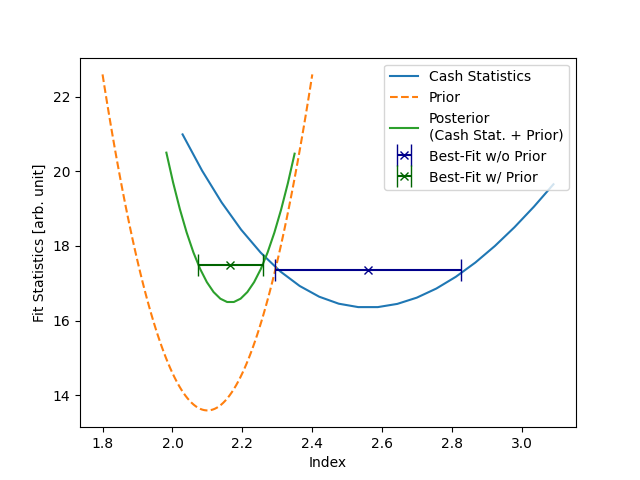 Cash Statistics
Prior
Posterior
(Cash Stat. + Prior)
Best-Fit w/o Prior
Best-Fit w/ Prior
Fit Statistics [arb. unit]
22
20
18
16
14
1.8 2.0 2.2 2.4 2.6 2.8 3.0
Index